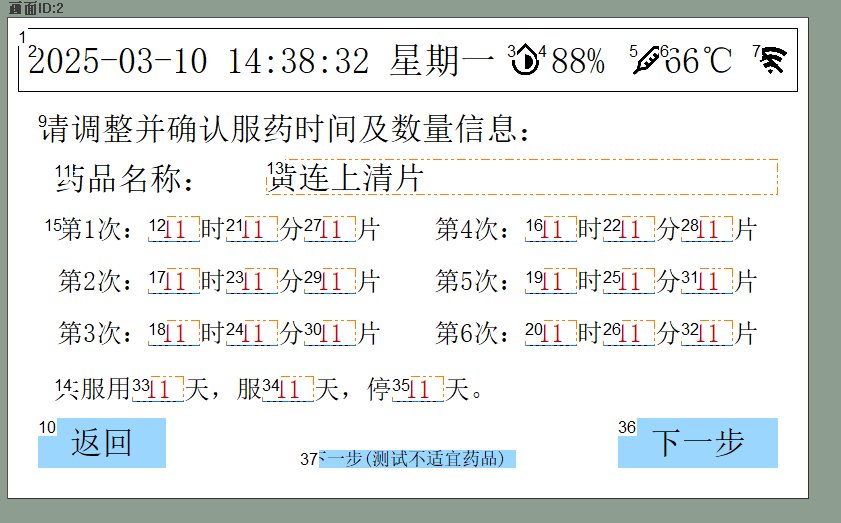 画面ID:2
1
2 2025-03-10 14:38:32 星期一 3 4 88% 5 6 66℃ 7
9 请调整并确认服药时间及数量信息：
11 药品名称： 13 黄连上清片
15 第1次： 12 11 时 21 11 分 27 11 片 第4次： 16 11 时 22 11 分 28 11 片
第2次： 17 11 时 23 11 分 29 11 片 第5次： 19 11 时 25 11 分 31 11 片
第3次： 18 11 时 24 11 分 30 11 片 第6次： 20 11 时 26 11 分 32 11 片
14 共服用 33 11 天，服 34 11 天，停 35 11 天。
10 返回 36 下一步
37 下一步(测试不适宜药品)